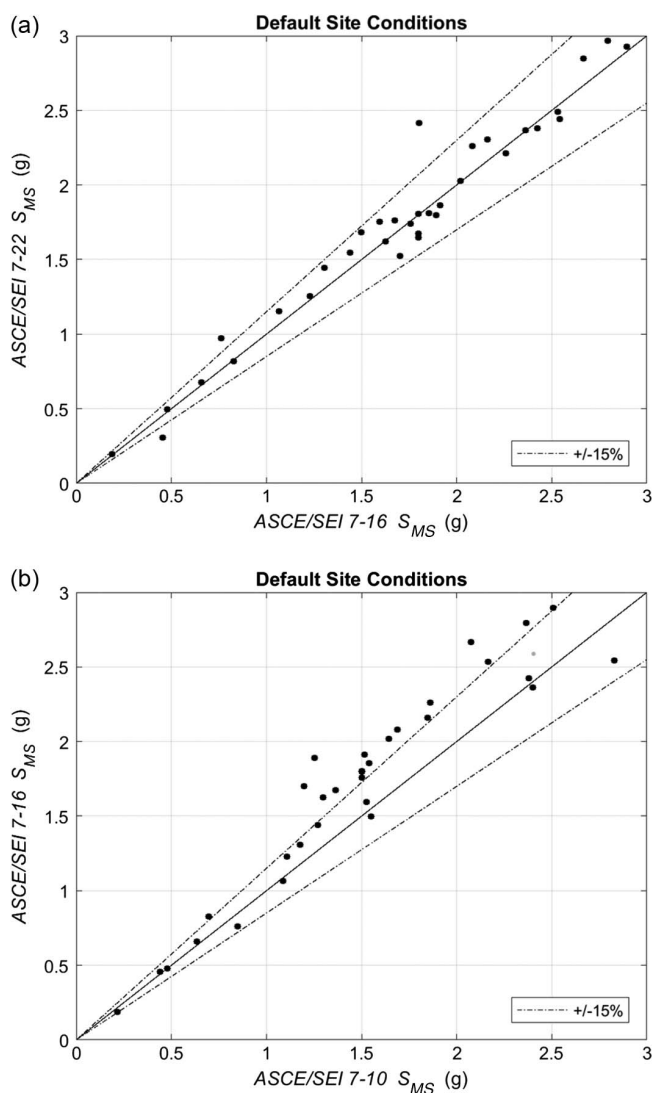 (a)
Default Site Conditions
3
2.5
2
1.5
1
0.5
0
ASCE/SEI 7-22 S_MS (g)
+/-15%
0 0.5 1 1.5 2 2.5 3
ASCE/SEI 7-16 S_MS (g)
(b)
Default Site Conditions
3
2.5
2
1.5
1
0.5
0
ASCE/SEI 7-16 S_MS (g)
+/-15%
0 0.5 1 1.5 2 2.5 3
ASCE/SEI 7-10 S_MS (g)